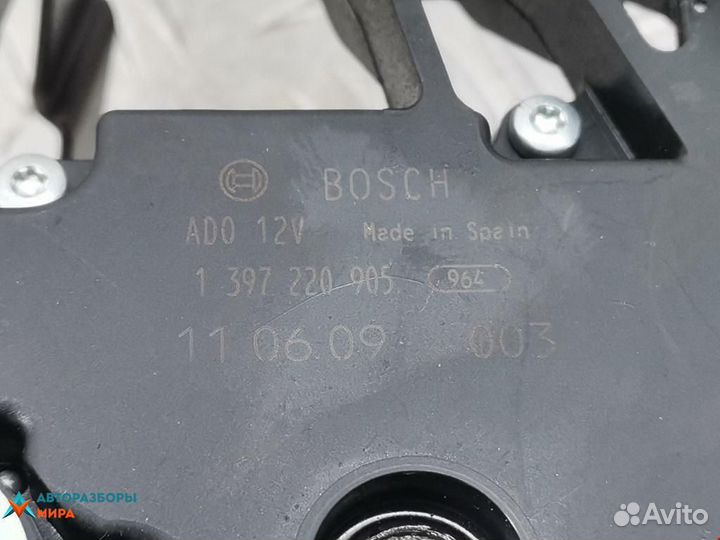 BOSCH
ADO 12V Made in Spain
1 397 220 905 964
11.06.09 003
АВТОРАЗБОРЫ
МИРА
Avito